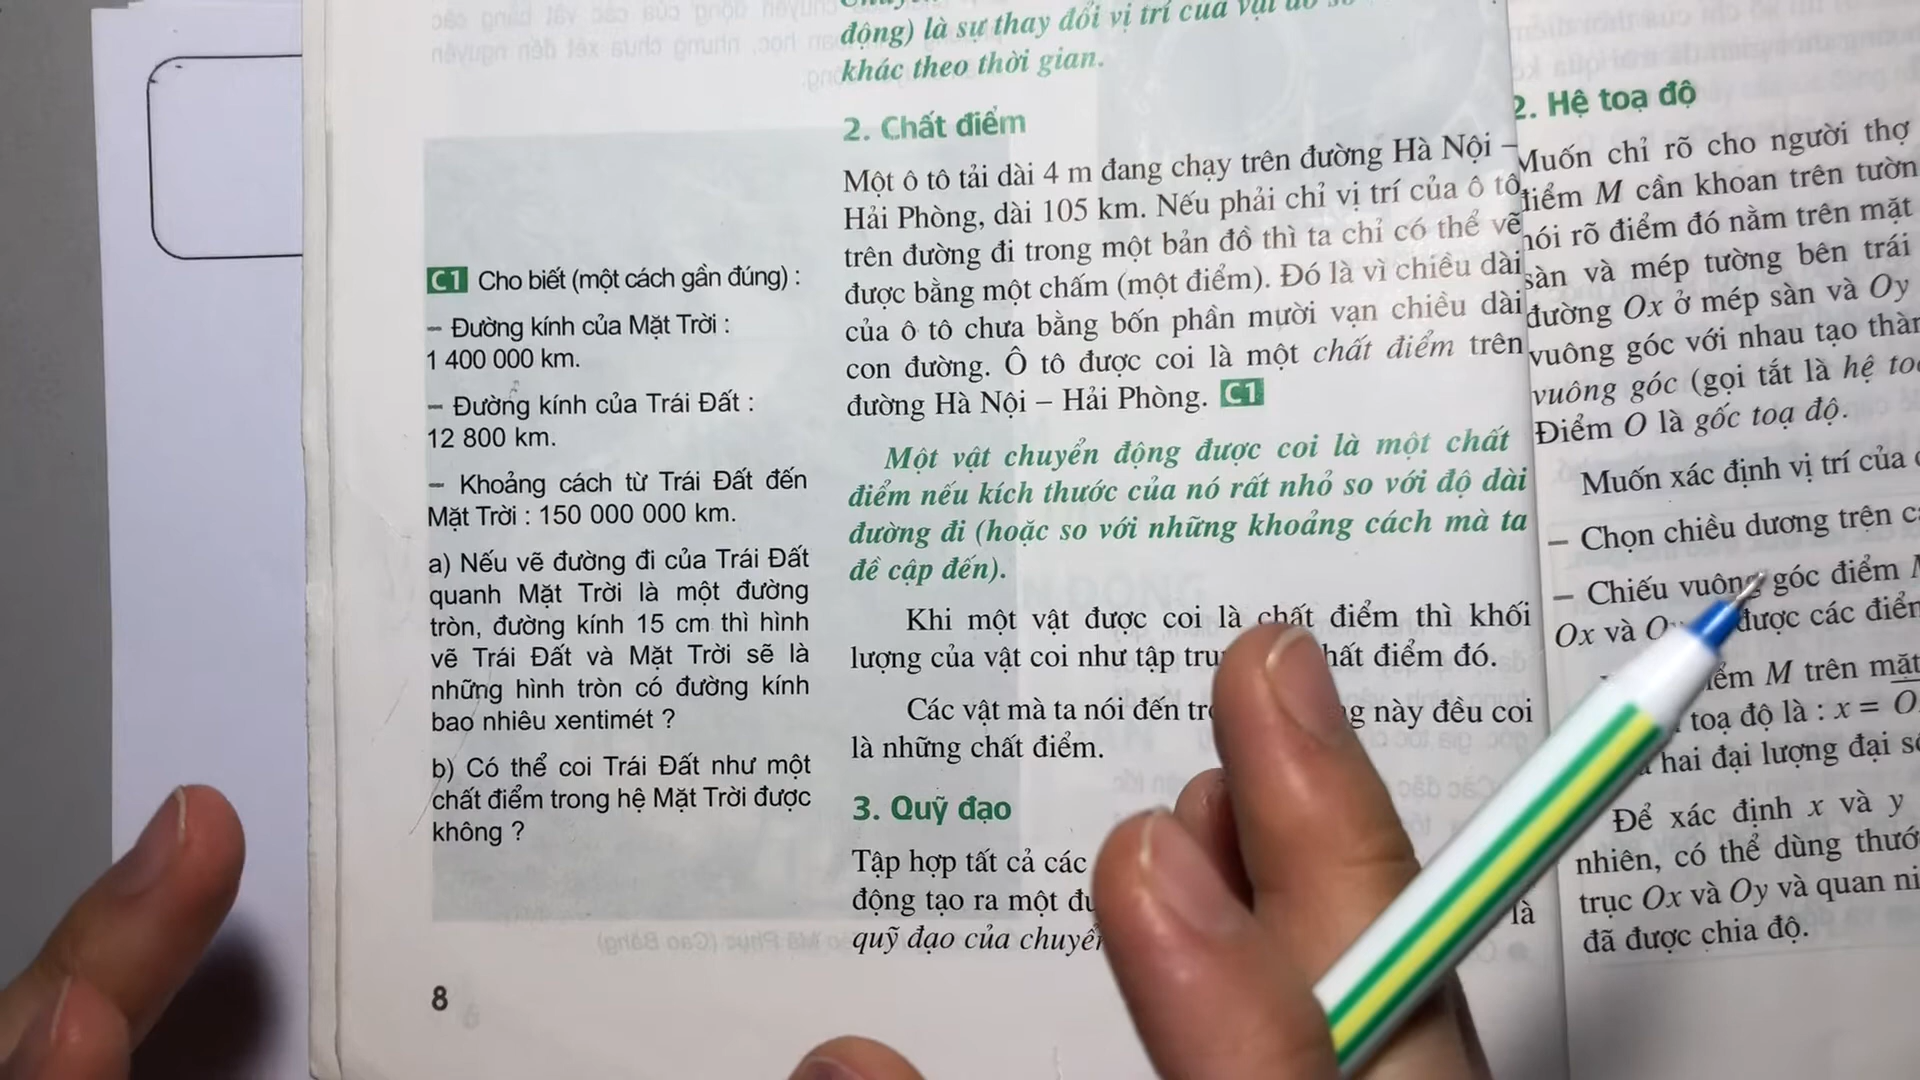 động) là sự thay đổi vị trí của vật đó
khác theo thời gian.
2. Chất điểm
Một ô tô tải dài 4 m đang chạy trên đường Hà Nội –
Hải Phòng, dài 105 km. Nếu phải chỉ vị trí của ô tô
trên đường đi trong một bản đồ thì ta chỉ có thể vẽ
được bằng một chấm (một điểm). Đó là vì chiều dài
của ô tô chưa bằng bốn phần mười vạn chiều dài
con đường. Ô tô được coi là một chất điểm trên
đường Hà Nội – Hải Phòng. C1
Một vật chuyển động được coi là một chất
điểm nếu kích thước của nó rất nhỏ so với độ dài
đường đi (hoặc so với những khoảng cách mà ta
đề cập đến).
Khi một vật được coi là chất điểm thì khối
lượng của vật coi như tập chất điểm đó.
Các vật mà ta nói đến này đều coi
là những chất điểm.
3. Quỹ đạo
Tập hợp tất cả các
động tạo ra một là
quỹ đạo của
C1 Cho biết (một cách gần đúng) :
– Đường kính của Mặt Trời :
1 400 000 km.
– Đường kính của Trái Đất :
12 800 km.
– Khoảng cách từ Trái Đất đến
Mặt Trời : 150 000 000 km.
a) Nếu vẽ đường đi của Trái Đất
quanh Mặt Trời là một đường
tròn, đường kính 15 cm thì hình
vẽ Trái Đất và Mặt Trời sẽ là
những hình tròn có đường kính
bao nhiêu xentimét ?
b) Có thể coi Trái Đất như một
chất điểm trong hệ Mặt Trời được
không ?
8
2. Hệ toạ độ
Muốn chỉ rõ cho người thợ
điểm M cần khoan trên
nói rõ điểm đó nằm trên mặt
sàn và mép tường bên trái
đường Ox ở mép sàn và Oy
vuông góc với nhau tạo
vuông góc (gọi tắt là hệ
Điểm O là gốc toạ độ.
Muốn xác định vị trí của
– Chọn chiều dương trên
– Chiếu vuông góc điểm
Ox và được các
M trên mặt
toạ độ là : x =
hai đại lượng đại
Để xác định x và y
nhiên, có thể dùng
trục Ox và Oy và quan
đã được chia độ.